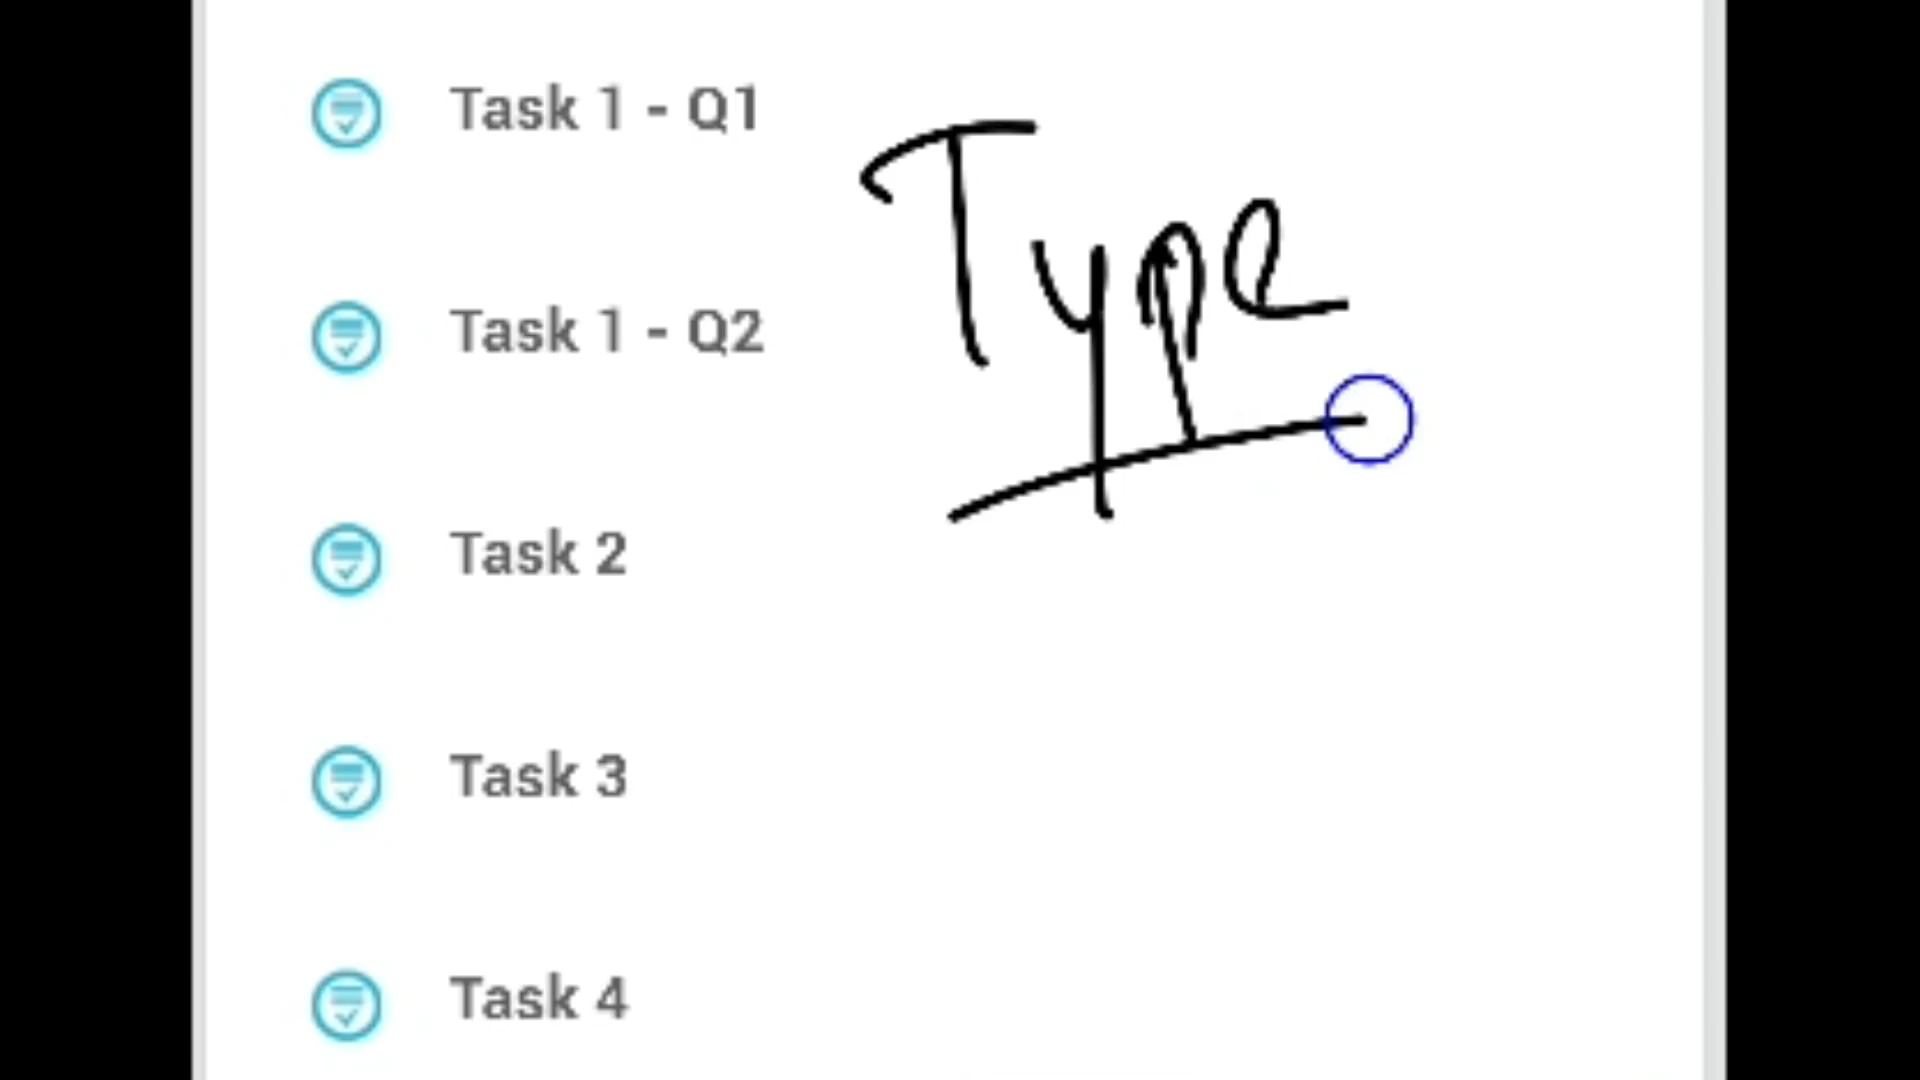 Task 1 - Q1
Type
Task 1 - Q2
Task 2
Task 3
Task 4